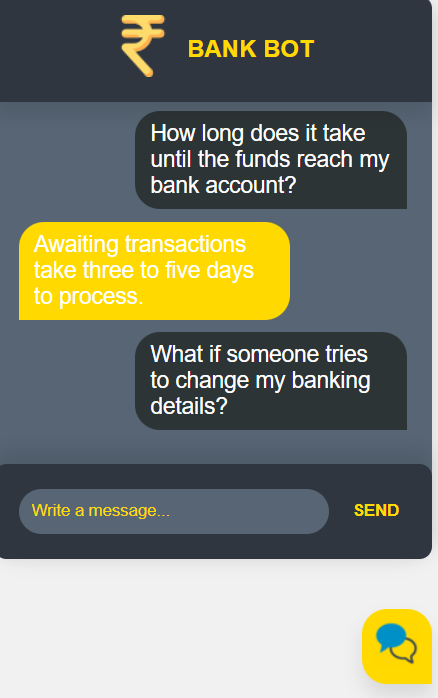 BANK BOT
How long does it take
until the funds reach my
bank account?
Awaiting transactions
take three to five days
to process.
What if someone tries
to change my banking
details?
Write a message...
SEND